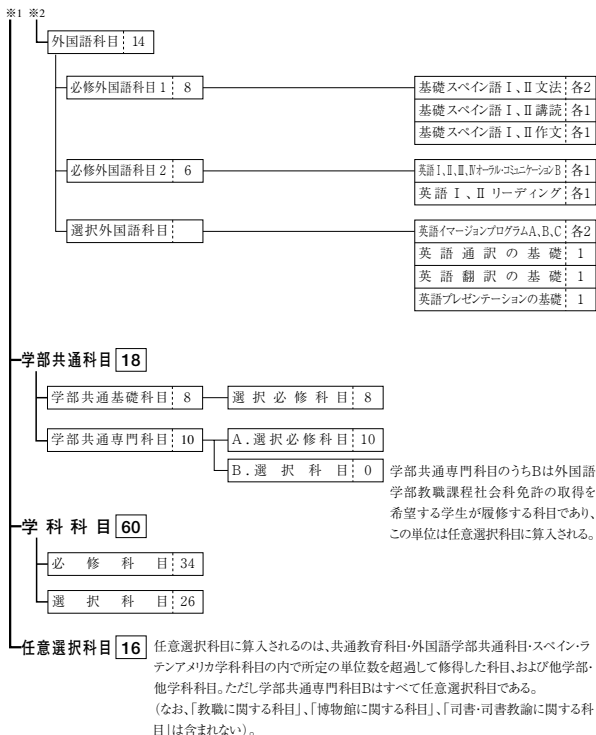 ※1 ※2
外国語科目 14
必修外国語科目1 8
基礎スペイン語Ⅰ、Ⅱ文法 各2
基礎スペイン語Ⅰ、Ⅱ講読 各1
基礎スペイン語Ⅰ、Ⅱ作文 各1
必修外国語科目2 6
英語Ⅰ、Ⅱ、Ⅲ、Ⅳオーラル・コミュニケーションB 各1
英語Ⅰ、Ⅱリーディング 各1
選択外国語科目
英語イマージョンプログラムA、B、C 各2
英語通訳の基礎 1
英語翻訳の基礎 1
英語プレゼンテーションの基礎 1
学部共通科目 18
学部共通基礎科目 8
選択必修科目 8
学部共通専門科目 10
A.選択必修科目 10
B.選択科目 0
学部共通専門科目のうちBは外国語
学部教職課程社会科免許の取得を
希望する学生が履修する科目であり、
この単位は任意選択科目に算入される。
学科科目 60
必修科目 34
選択科目 26
任意選択科目 16
任意選択科目に算入されるのは、共通教育科目・外国語学部共通科目・スペイン・ラ
テンアメリカ学科科目の内で所定の単位数を超過して修得した科目、および他学部・
他学科科目。ただし学部共通専門科目Bはすべて任意選択科目である。
（なお、「教職に関する科目」、「博物館に関する科目」、「司書・司書教諭に関する科
目」は含まれない）。